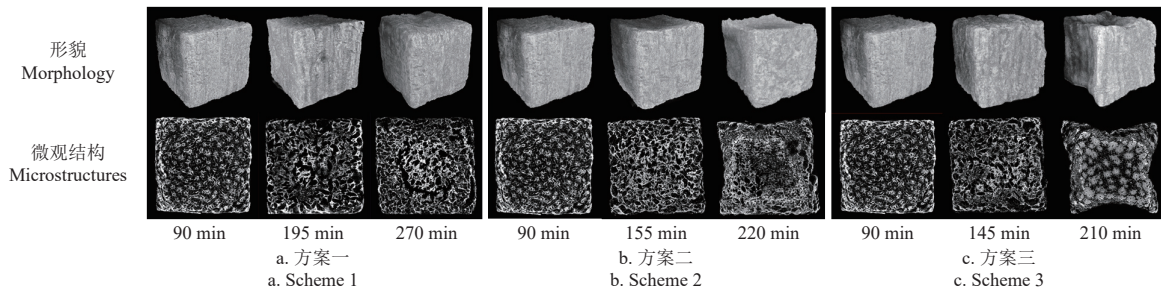 形貌
Morphology
微观结构
Microstructures
90 min 195 min 270 min 90 min 155 min 220 min 90 min 145 min 210 min
a. 方案一 b. 方案二 c. 方案三
a. Scheme 1 b. Scheme 2 c. Scheme 3